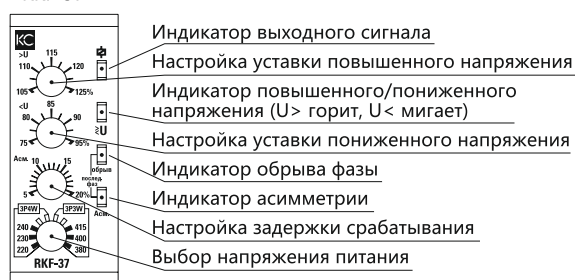 КС
>U 115
110 120
105 125%
<U 85
80 90
75 95%
≷U
Асм. 10 15
5 20%
обрыв
послед. фаз
Асм.
3P4W 3P3W
240 415
230 400
220 380
RKF-37
Индикатор выходного сигнала
Настройка уставки повышенного напряжения
Индикатор повышенного/пониженного
напряжения (U> горит, U< мигает)
Настройка уставки пониженного напряжения
Индикатор обрыва фазы
Индикатор асимметрии
Настройка задержки срабатывания
Выбор напряжения питания